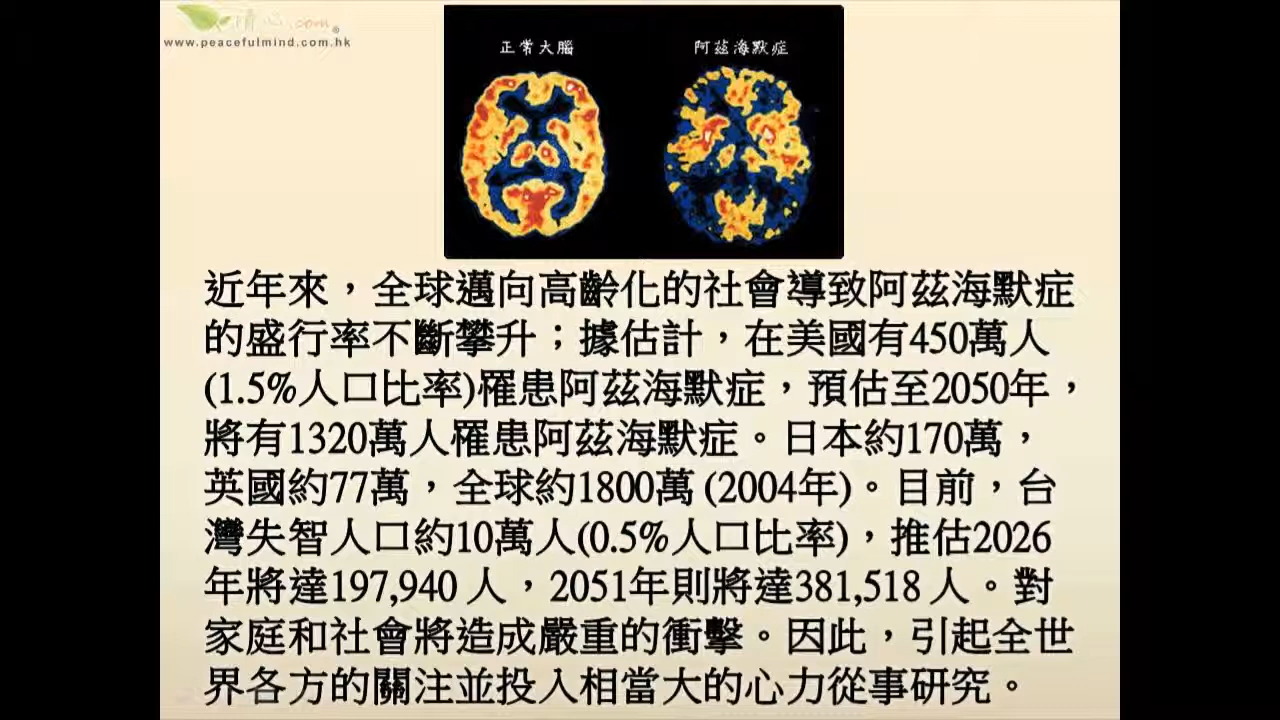 .com
www.peacefulmind.com.hk
正常大腦
阿茲海默症
近年來，全球邁向高齡化的社會導致阿茲海默症
的盛行率不斷攀升；據估計，在美國有450萬人
(1.5%人口比率)罹患阿茲海默症，預估至2050年，
將有1320萬人罹患阿茲海默症。日本約170萬，
英國約77萬，全球約1800萬 (2004年)。目前，台
灣失智人口約10萬人(0.5%人口比率)，推估2026
年將達197,940 人，2051年則將達381,518 人。對
家庭和社會將造成嚴重的衝擊。因此，引起全世
界各方的關注並投入相當大的心力從事研究。